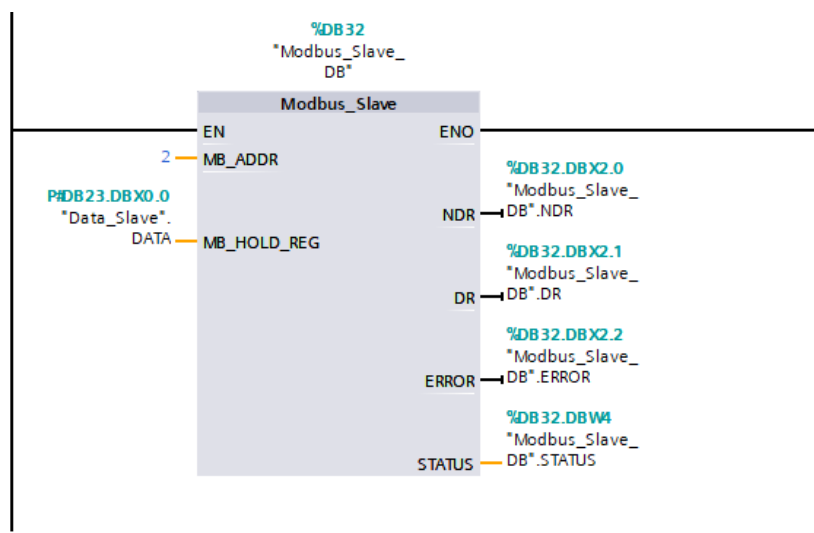 %DB32
"Modbus_Slave_
DB"
Modbus_Slave
EN
ENO
2
MB_ADDR
P#DB23.DBX0.0
"Data_Slave".
DATA
MB_HOLD_REG
NDR
%DB32.DBX2.0
"Modbus_Slave_
DB".NDR
DR
%DB32.DBX2.1
"Modbus_Slave_
DB".DR
ERROR
%DB32.DBX2.2
"Modbus_Slave_
DB".ERROR
STATUS
%DB32.DBW4
"Modbus_Slave_
DB".STATUS